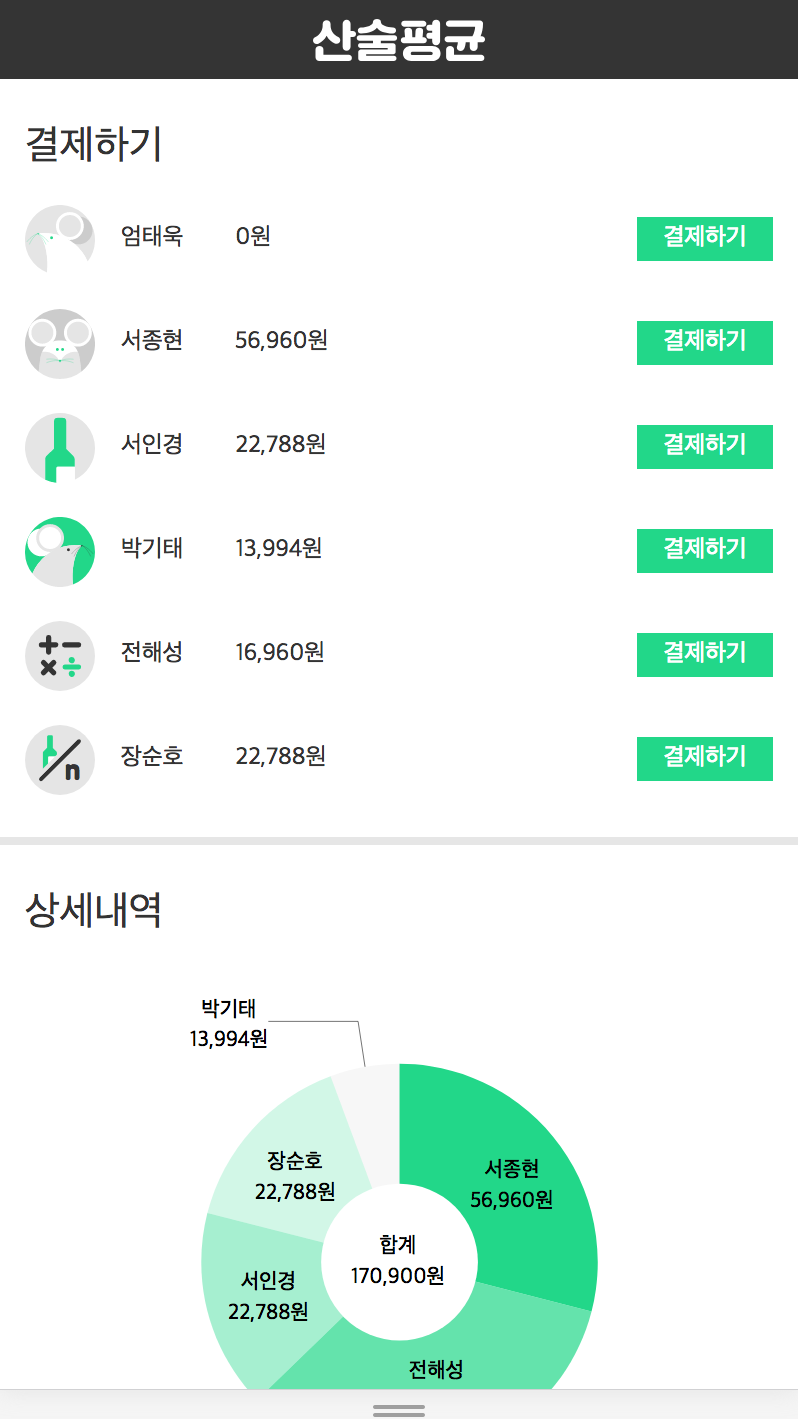 산술평균
결제하기
엄태욱 0원 결제하기
서종현 56,960원 결제하기
서인경 22,788원 결제하기
박기태 13,994원 결제하기
전해성 16,960원 결제하기
n
장순호 22,788원 결제하기
상세내역
박기태
13,994원
장순호
22,788원
서종현
56,960원
합계
170,900원
서인경
22,788원
전해성